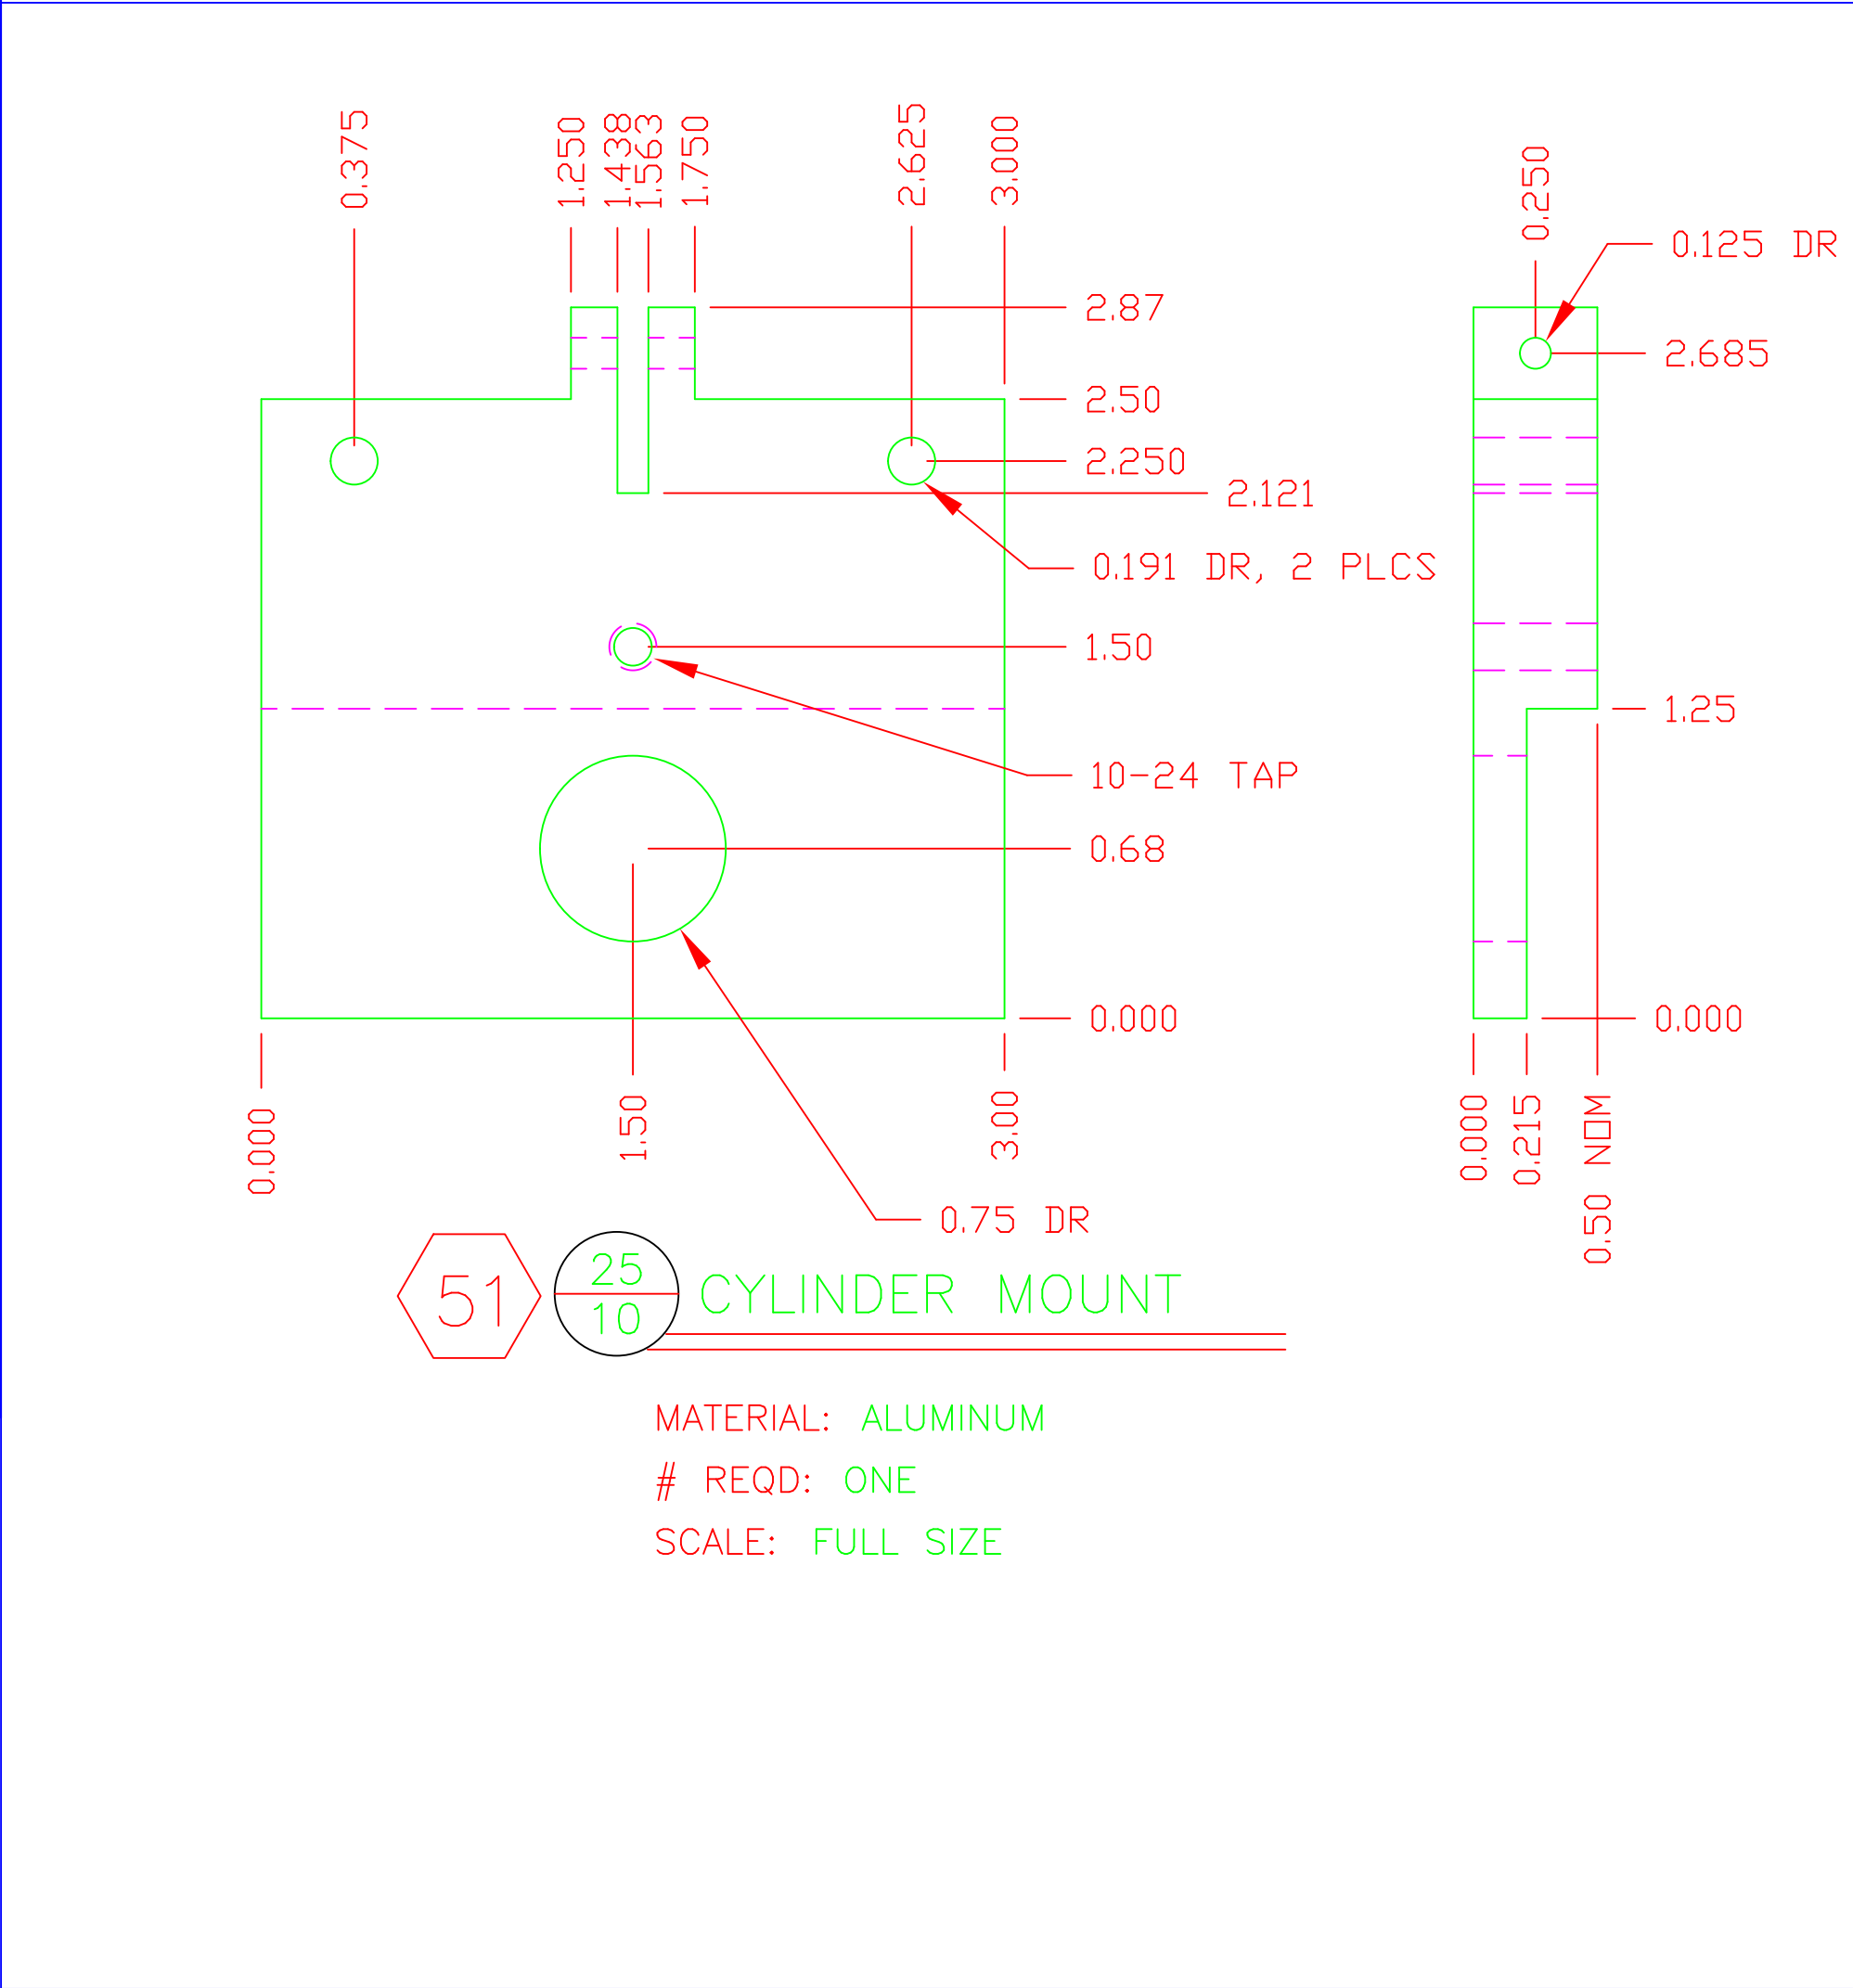 0.375
1.250
1.438
1.563
1.750
2.625
3.000
0.250
0.125 DR
2.87
2.685
2.50
2.250
2.121
0.191 DR, 2 PLCS
1.50
1.25
10-24 TAP
0.68
0.000
0.000
0.000
1.50
3.00
0.000
0.215
0.50 NOM
0.75 DR
51
25
10
CYLINDER MOUNT
MATERIAL: ALUMINUM
# REQD: ONE
SCALE: FULL SIZE